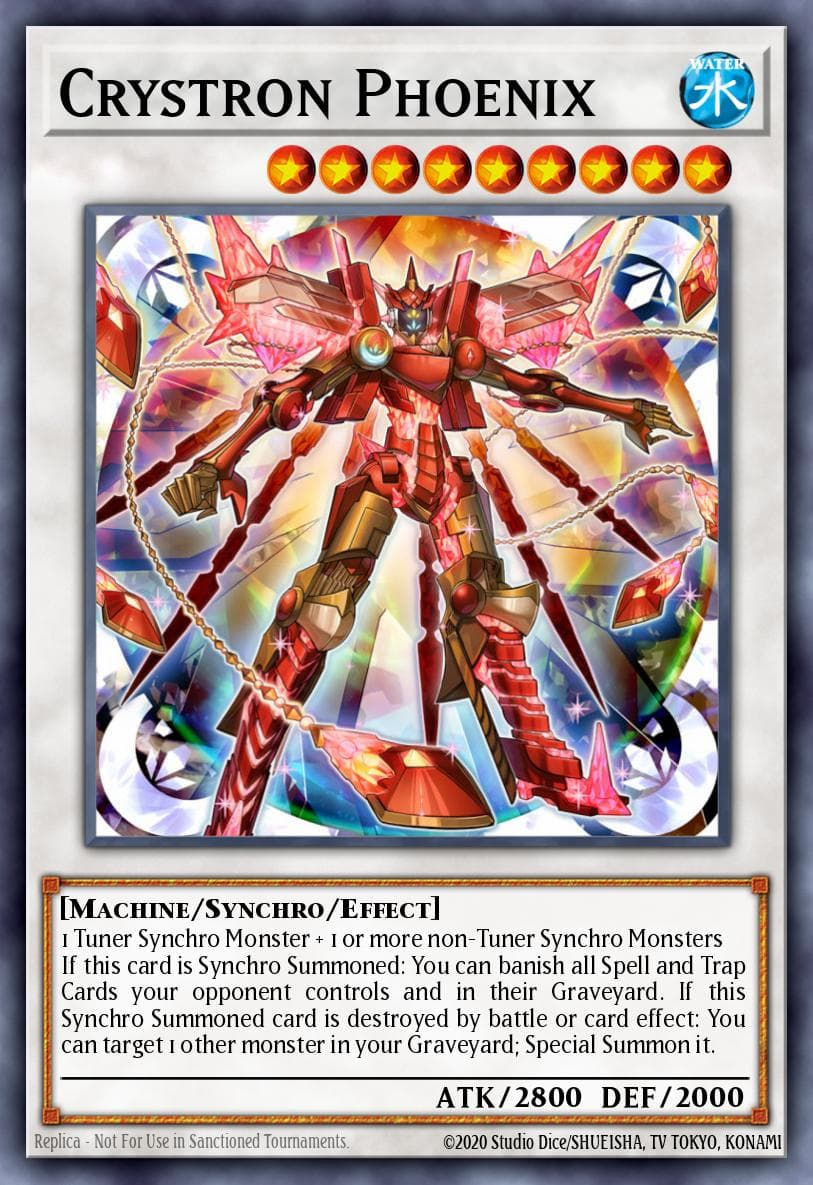 Crystron Phoenix
WATER
水
[Machine/Synchro/Effect]
1 Tuner Synchro Monster + 1 or more non-Tuner Synchro Monsters
If this card is Synchro Summoned: You can banish all Spell and Trap
Cards your opponent controls and in their Graveyard. If this
Synchro Summoned card is destroyed by battle or card effect: You
can target 1 other monster in your Graveyard; Special Summon it.
ATK/2800 DEF/2000
Replica - Not For Use in Sanctioned Tournaments.
©2020 Studio Dice/SHUEISHA, TV TOKYO, KONAMI